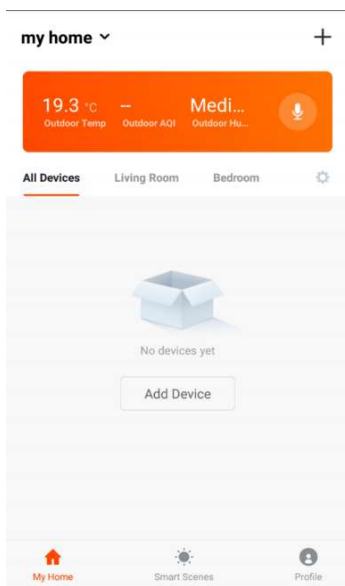 my home
19.3 °C -- Medi...
Outdoor Temp Outdoor AQI Outdoor Hu...
All Devices Living Room Bedroom
No devices yet
Add Device
My Home Smart Scenes Profile